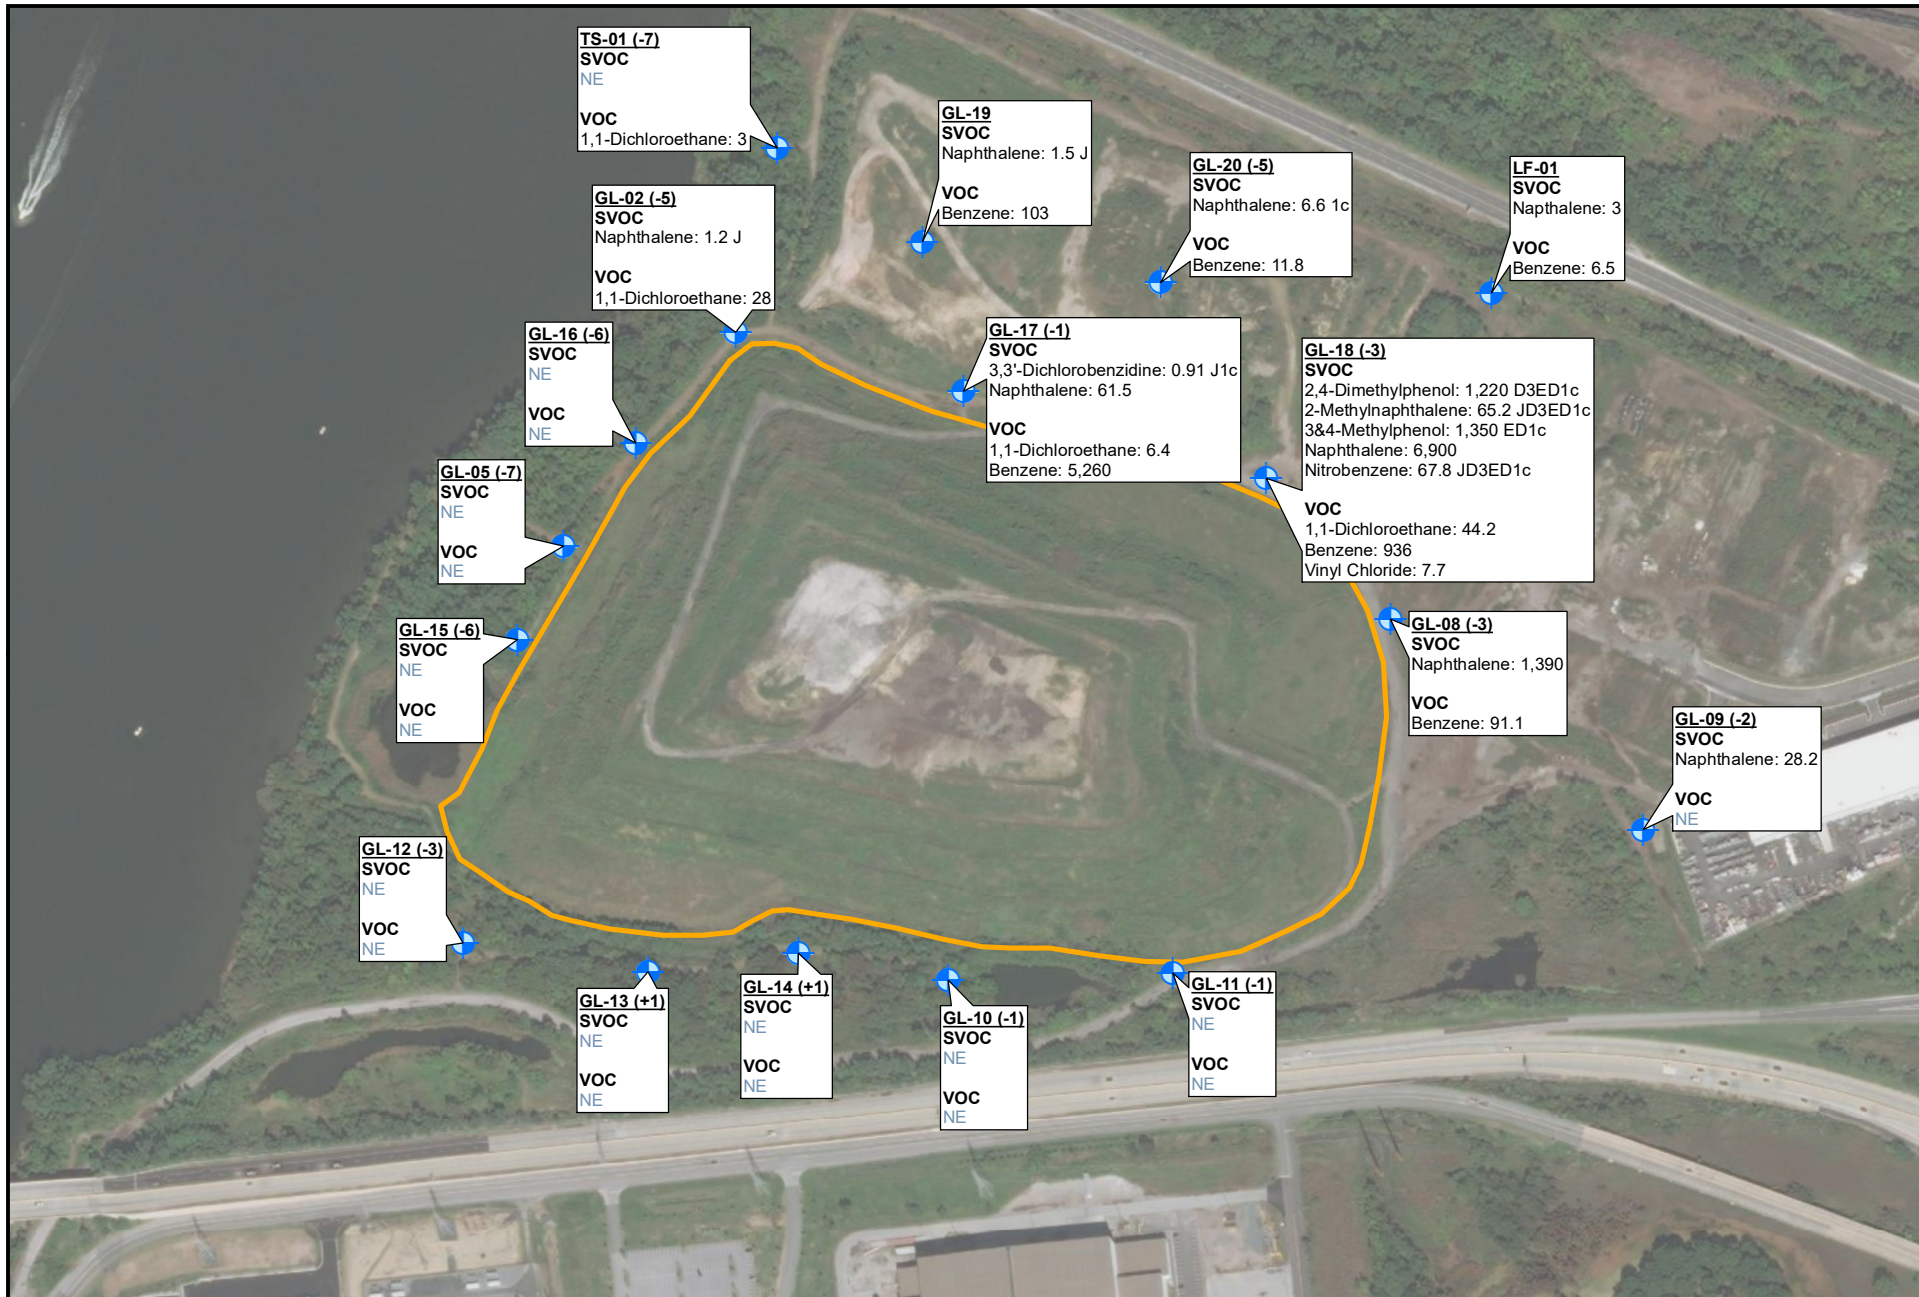 TS-01 (-7)
SVOC
NE
VOC
1,1-Dichloroethane: 3
GL-19
SVOC
Naphthalene: 1.5 J
VOC
Benzene: 103
GL-20 (-5)
SVOC
Naphthalene: 6.6 1c
VOC
Benzene: 11.8
LF-01
SVOC
Napthalene: 3
VOC
Benzene: 6.5
GL-02 (-5)
SVOC
Naphthalene: 1.2 J
VOC
1,1-Dichloroethane: 28
GL-16 (-6)
SVOC
NE
VOC
NE
GL-17 (-1)
SVOC
3,3'-Dichlorobenzidine: 0.91 J1c
Naphthalene: 61.5
VOC
1,1-Dichloroethane: 6.4
Benzene: 5,260
GL-18 (-3)
SVOC
2,4-Dimethylphenol: 1,220 D3ED1c
2-Methylnaphthalene: 65.2 JD3ED1c
3&4-Methylphenol: 1,350 ED1c
Naphthalene: 6,900
Nitrobenzene: 67.8 JD3ED1c
VOC
1,1-Dichloroethane: 44.2
Benzene: 936
Vinyl Chloride: 7.7
GL-05 (-7)
SVOC
NE
VOC
NE
GL-15 (-6)
SVOC
NE
VOC
NE
GL-08 (-3)
SVOC
Naphthalene: 1,390
VOC
Benzene: 91.1
GL-09 (-2)
SVOC
Naphthalene: 28.2
VOC
NE
GL-12 (-3)
SVOC
NE
VOC
NE
GL-13 (+1)
SVOC
NE
VOC
NE
GL-14 (+1)
SVOC
NE
VOC
NE
GL-10 (-1)
SVOC
NE
VOC
NE
GL-11 (-1)
SVOC
NE
VOC
NE